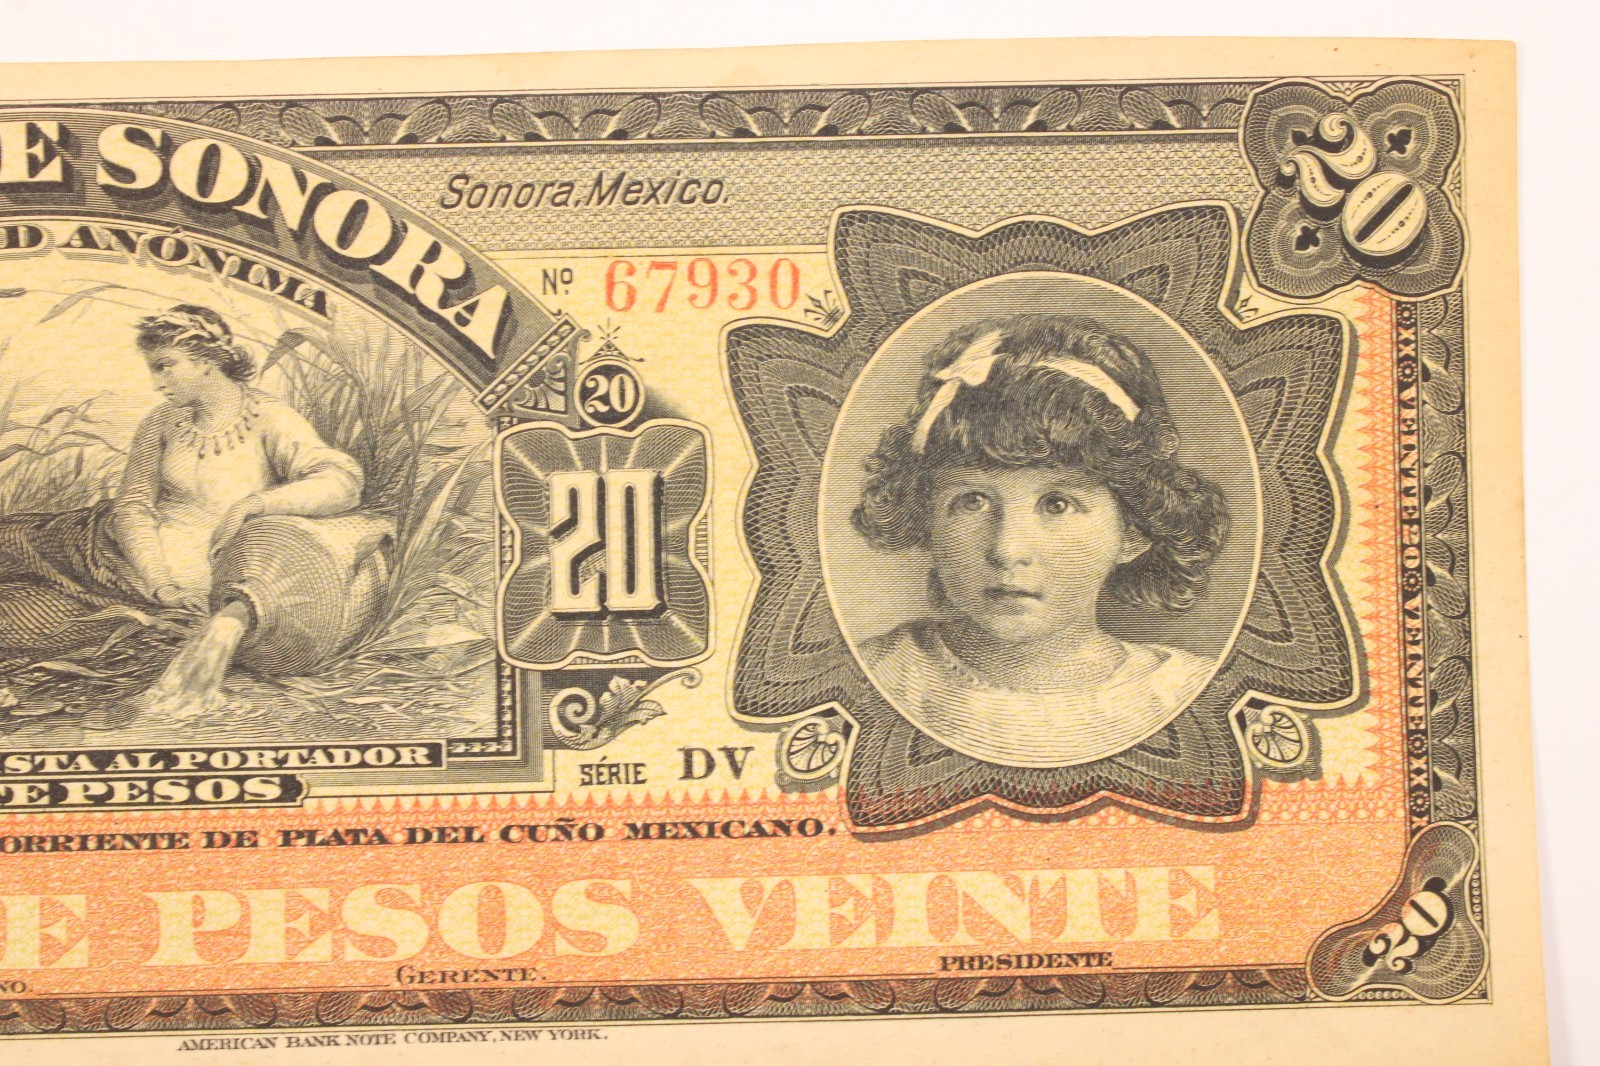 E SONORA
D ANÓNIMA
Sonora, Mexico.
20
Nº 67930
20
20
STA AL PORTADOR
E PESOS
SÉRIE DV
ORRIENTE DE PLATA DEL CUÑO MEXICANO.
E PESOS VEINTE
NO.
GERENTE.
PRESIDENTE
20
AMERICAN BANK NOTE COMPANY, NEW YORK.